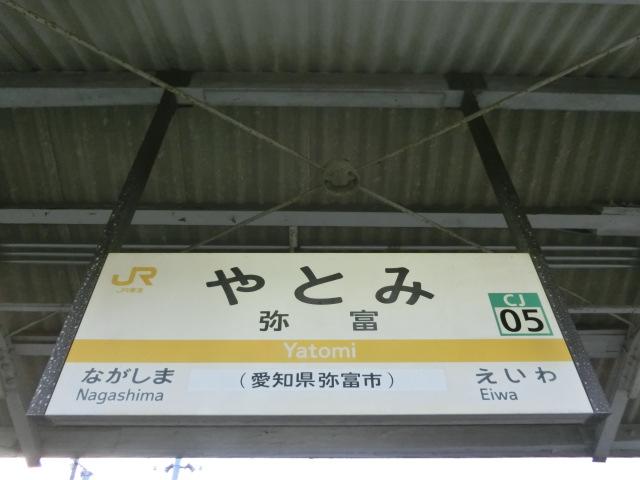 JR
JR東海
やとみ
弥富
CJ
05
Yatomi
ながしま
Nagashima
(愛知県弥富市)
えいわ
Eiwa